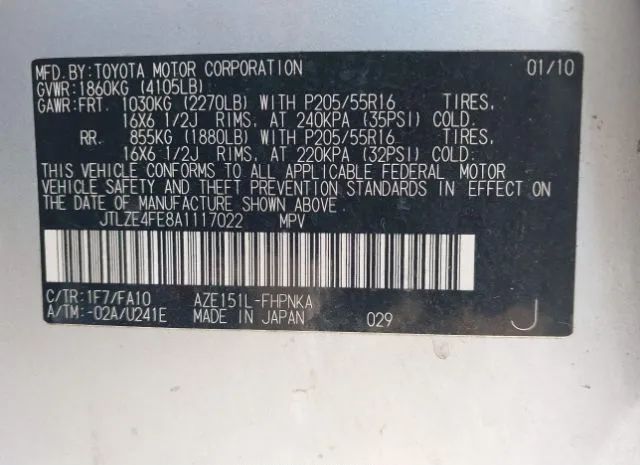 MFD.BY:TOYOTA MOTOR CORPORATION 01/10
GVWR:1860KG (4105LB)
GAWR:FRT. 1030KG (2270LB) WITH P205/55R16 TIRES,
16X6 1/2J RIMS, AT 240KPA (35PSI) COLD.
RR. 855KG (1880LB) WITH P205/55R16 TIRES,
16X6 1/2J RIMS, AT 220KPA (32PSI) COLD.
THIS VEHICLE CONFORMS TO ALL APPLICABLE FEDERAL MOTOR
VEHICLE SAFETY AND THEFT PREVENTION STANDARDS IN EFFECT ON
THE DATE OF MANUFACTURE SHOWN ABOVE.
JTLZE4FE8A1117022 MPV
C/TR:1F7/FA10 AZE151L-FHPNKA
A/TM:-02A/U241E MADE IN JAPAN 029 J